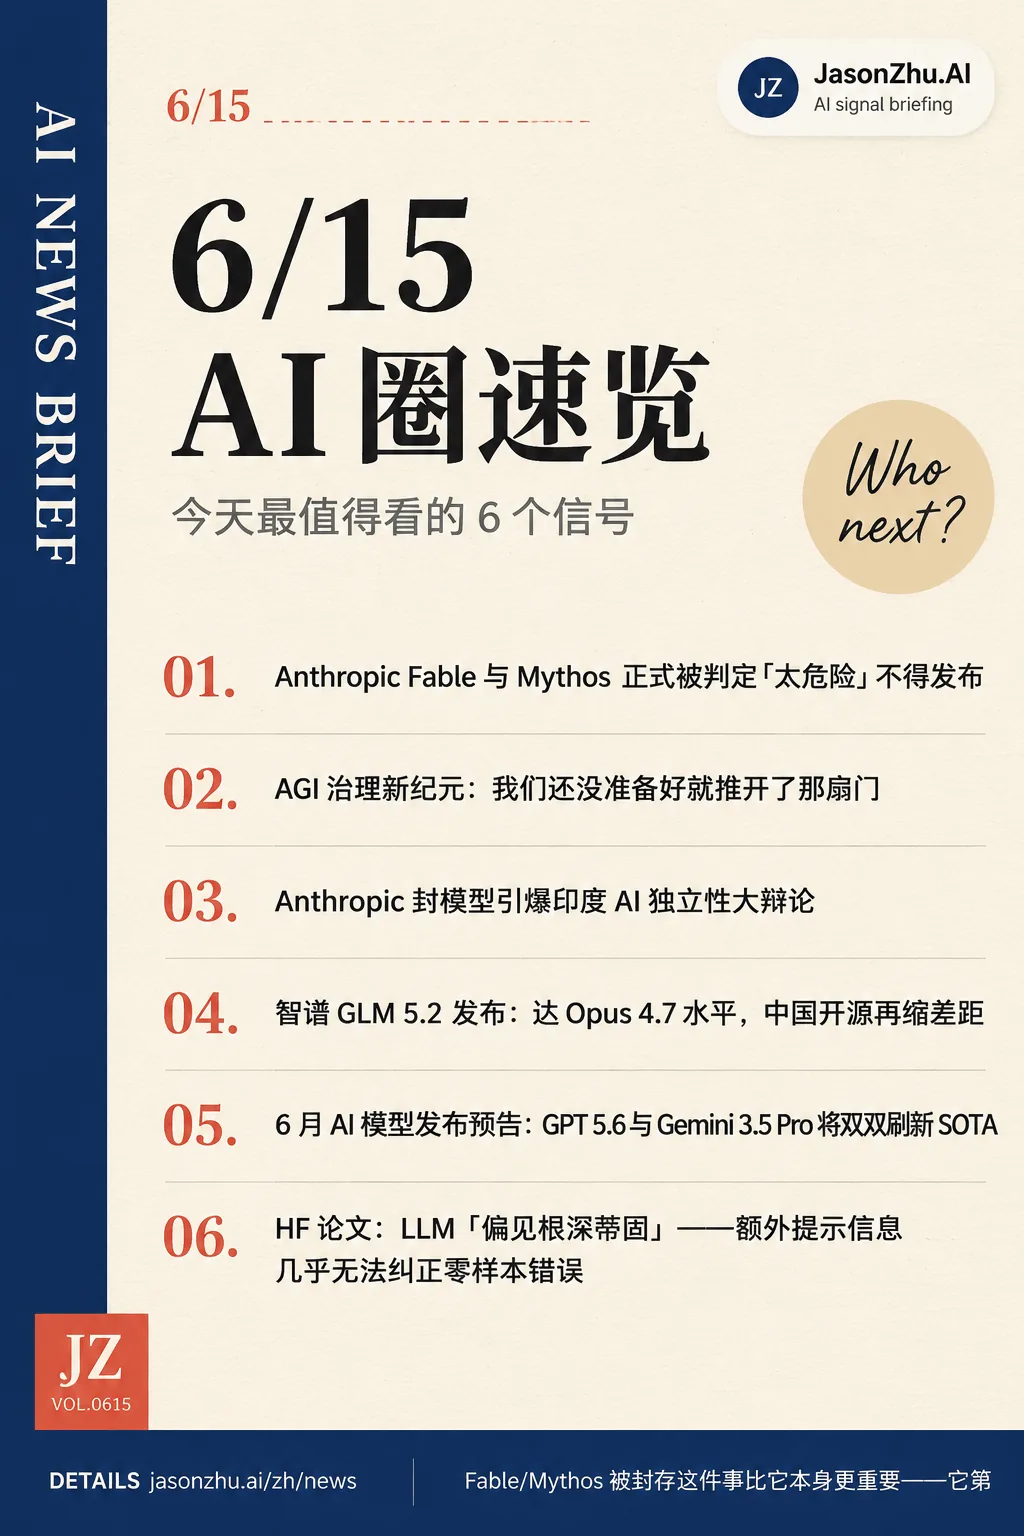 AI NEWS BRIEF
6/15
JZ
JasonZhu.AI
AI signal briefing
6/15
AI 圈速览
今天最值得看的 6 个信号
Who
next?
01. Anthropic Fable 与 Mythos 正式被判定「太危险」不得发布
02. AGI 治理新纪元：我们还没准备好就推开了那扇门
03. Anthropic 封模型引爆印度 AI 独立性大辩论
04. 智谱 GLM 5.2 发布：达 Opus 4.7 水平，中国开源再缩差距
05. 6 月 AI 模型发布预告：GPT 5.6 与 Gemini 3.5 Pro 将双双刷新 SOTA
06. HF 论文：LLM「偏见根深蒂固」——额外提示信息
几乎无法纠正零样本错误
JZ
VOL.0615
DETAILS jasonzhu.ai/zh/news
Fable/Mythos 被封存这件事比它本身更重要——它第